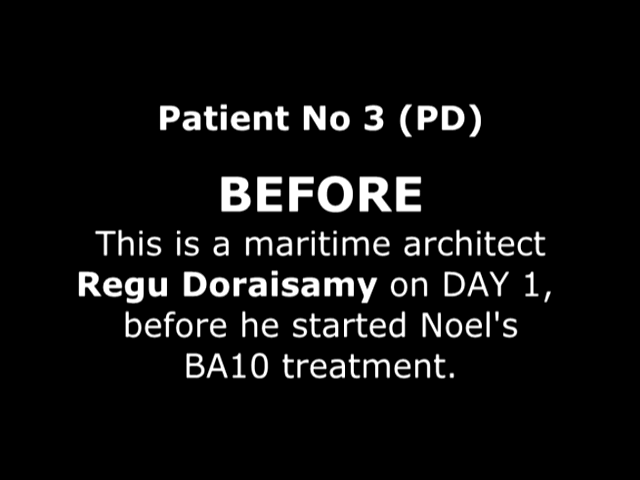 Patient No 3 (PD)
BEFORE
This is a maritime architect
Regu Doraisamy on DAY 1,
before he started Noel's
BA10 treatment.